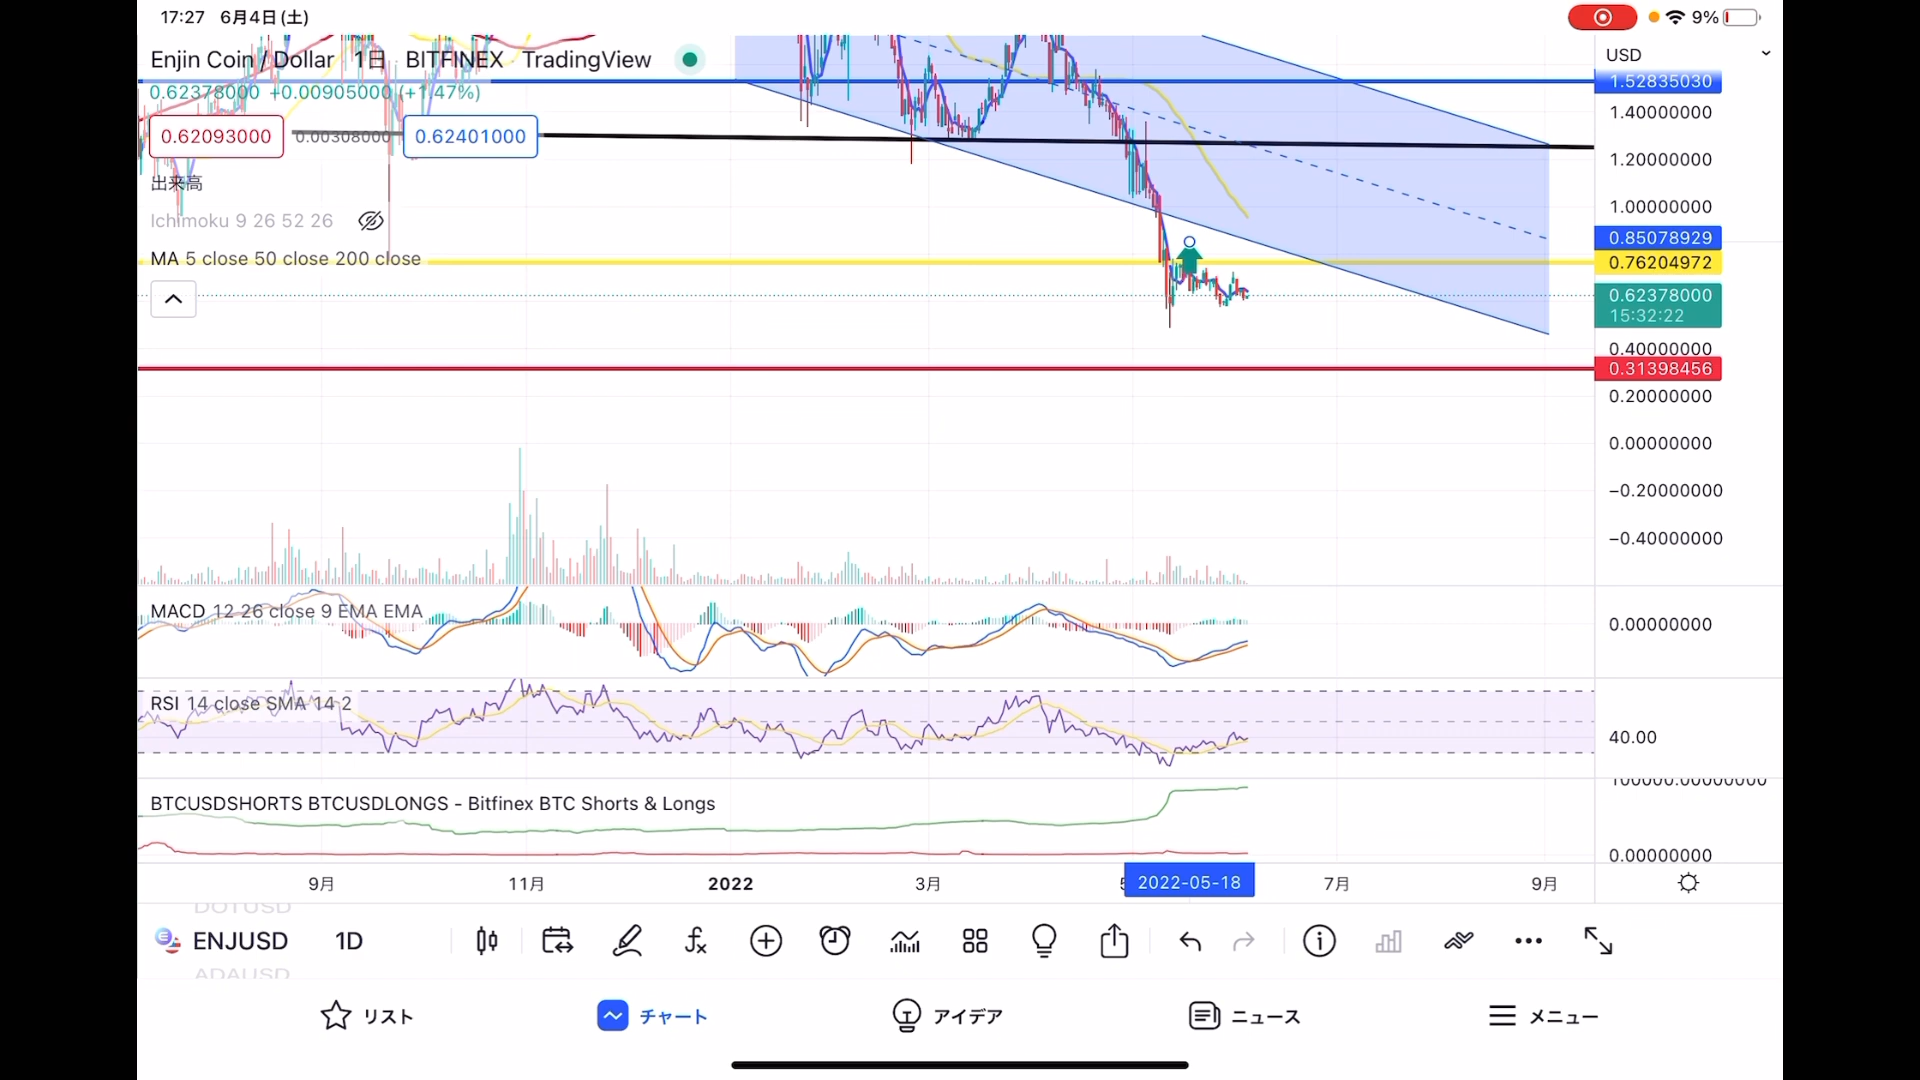 17:27 6月4日(土)
9%
Enjin Coin / Dollar 1日 BITFINEX TradingView
USD
0.62378000 +0.00905000 (+1.47%)
0.62093000 0.00308000 0.62401000
出来高
Ichimoku 9 26 52 26
MA 5 close 50 close 200 close
1.52835030
1.40000000
1.20000000
1.00000000
0.85078929
0.76204972
0.62378000
15:32:22
0.40000000
0.31398456
0.20000000
0.00000000
−0.20000000
−0.40000000
MACD 12 26 close 9 EMA EMA
0.00000000
RSI 14 close SMA 14 2
40.00
100000.00000000
BTCUSDSHORTS BTCUSDLONGS - Bitfinex BTC Shorts & Longs
0.00000000
9月 11月 2022 3月 5 2022-05-18 7月 9月
DOTUSD
ENJUSD 1D
ADAUSD
リスト チャート アイデア ニュース メニュー